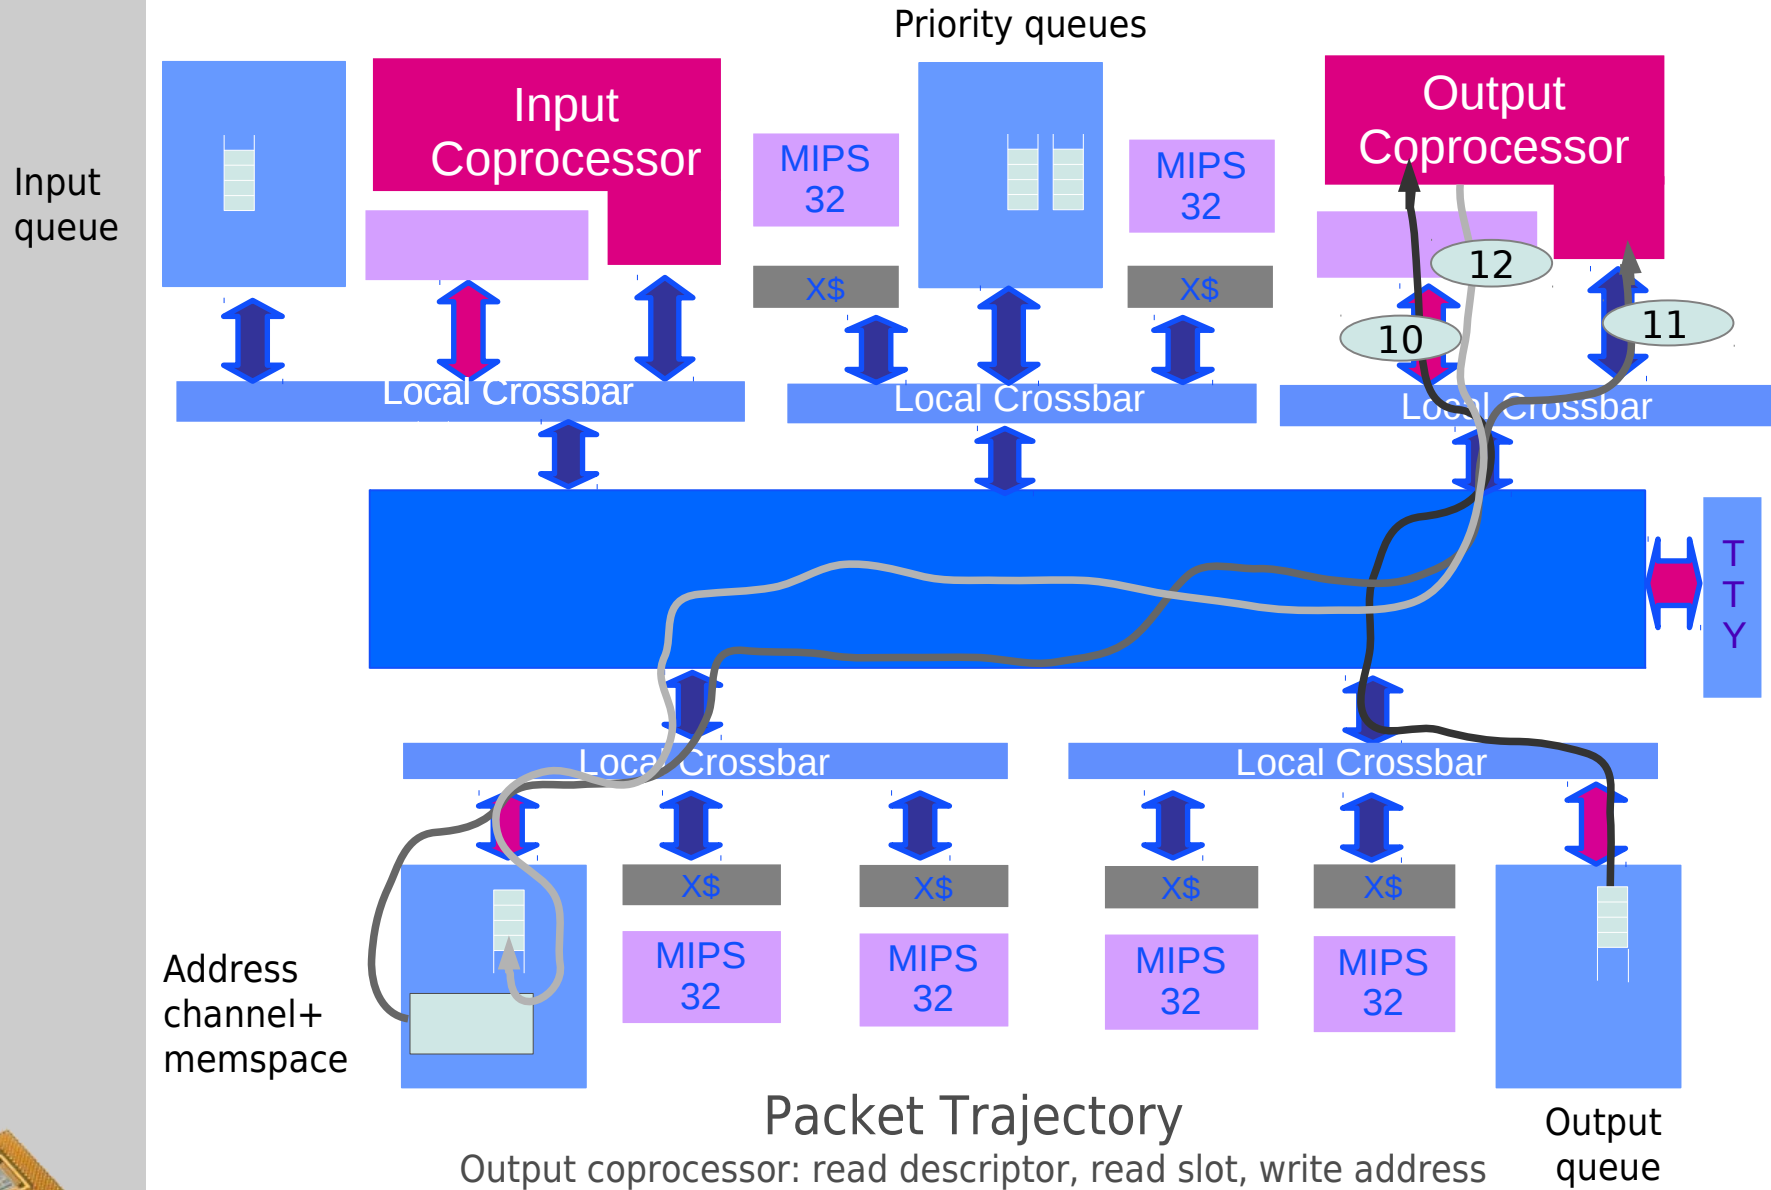 Priority queues
Input
Coprocessor
Output
Coprocessor
MIPS
32
MIPS
32
Input
queue
X$
X$
12
10
11
Local Crossbar
Local Crossbar
Local Crossbar
T
T
Y
Local Crossbar
Local Crossbar
X$
X$
X$
X$
MIPS
32
MIPS
32
MIPS
32
MIPS
32
Address
channel+
memspace
Packet Trajectory
Output coprocessor: read descriptor, read slot, write address
Output
queue